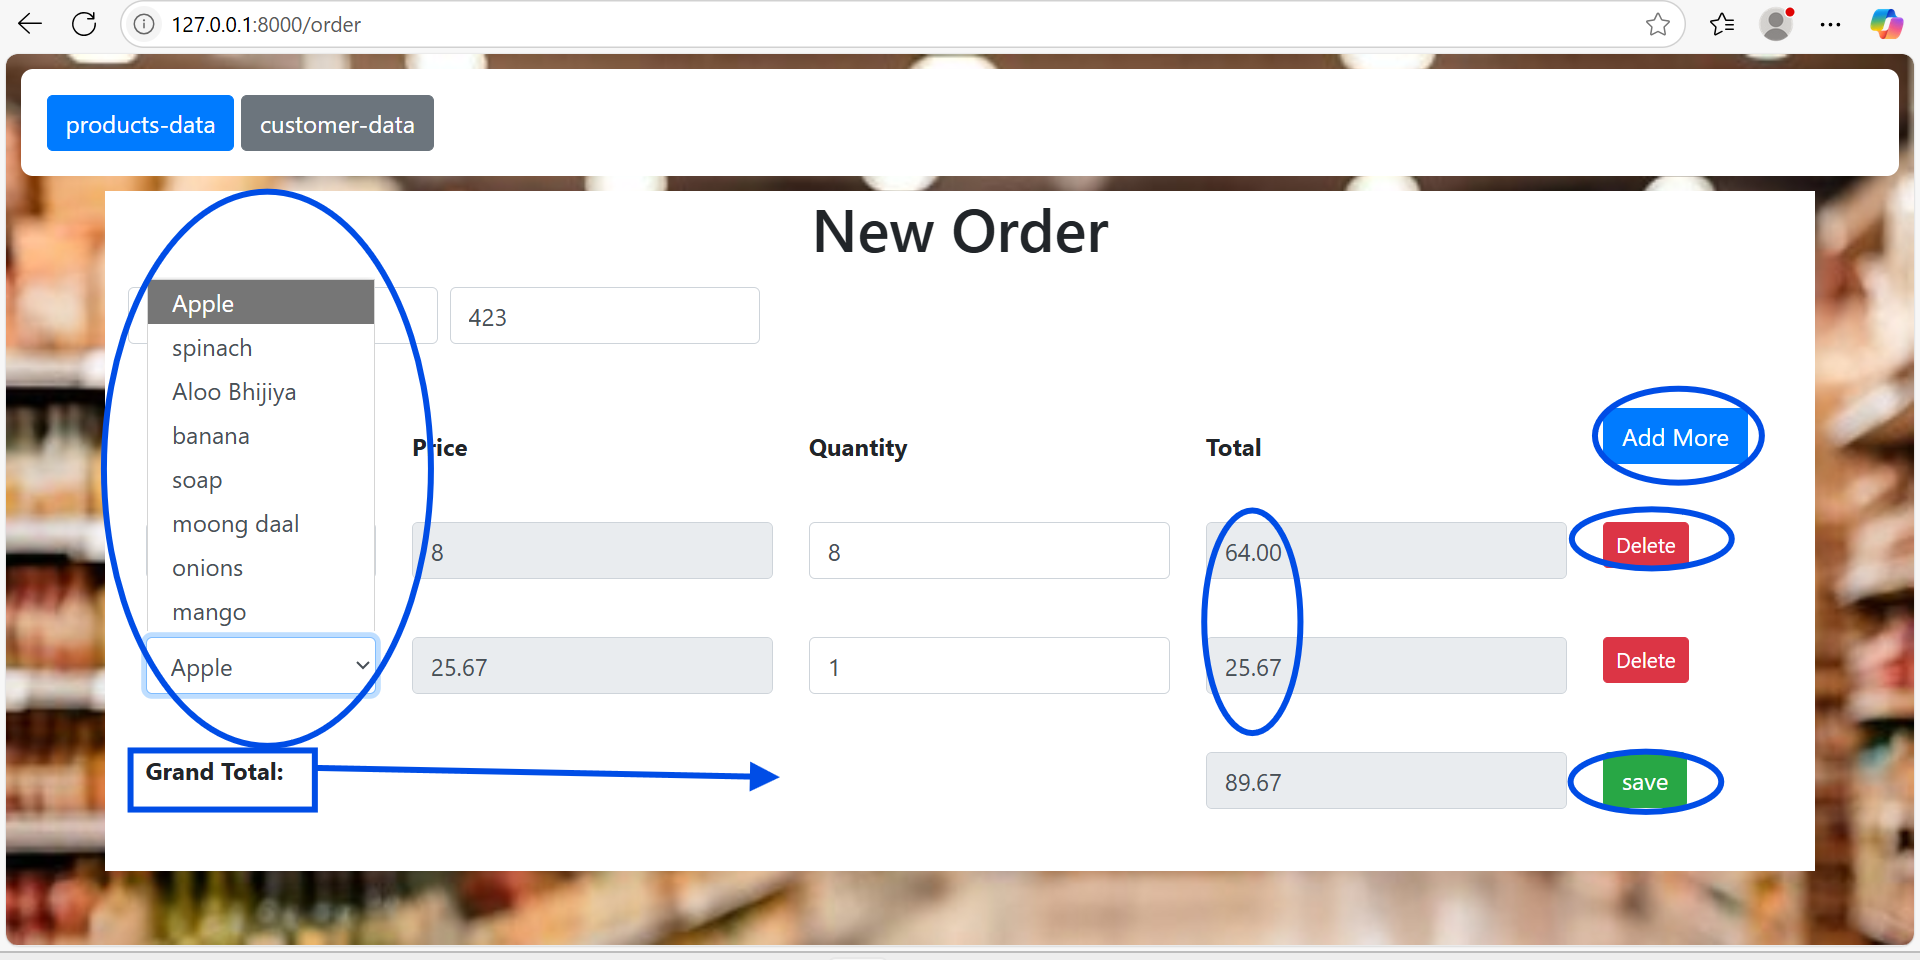 127.0.0.1:8000/order
products-data customer-data
New Order
423
Apple
spinach
Aloo Bhijiya
banana
soap
moong daal
onions
mango
Price Quantity Total Add More
8 8 64.00 Delete
Apple 25.67 1 25.67 Delete
Grand Total: 89.67 save